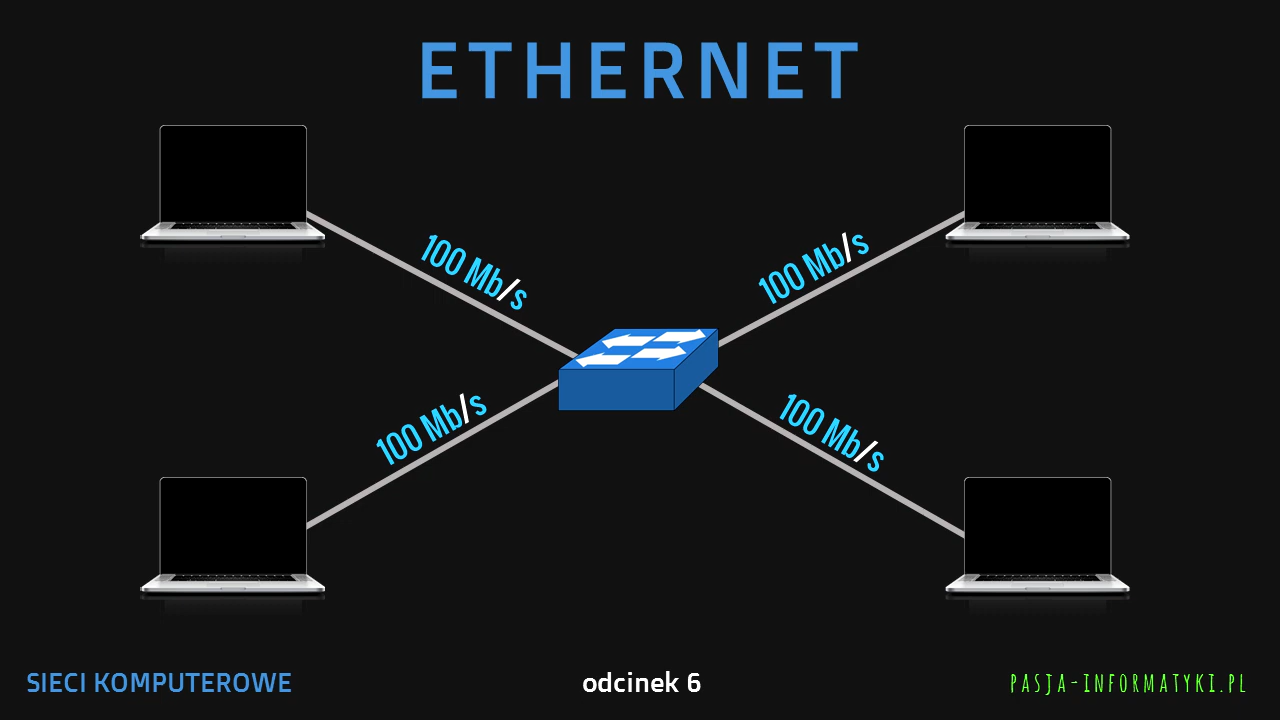 ETHERNET
100 Mb/s
100 Mb/s
100 Mb/s
100 Mb/s
SIECI KOMPUTEROWE
odcinek 6
PASJA-INFORMATYKI.PL